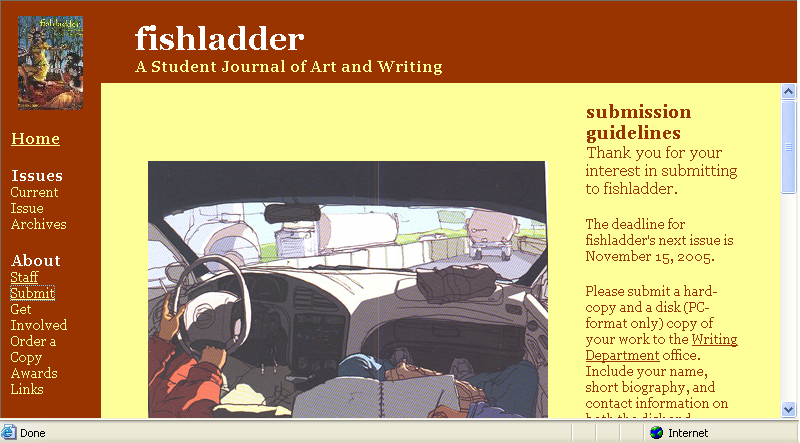 fishladder
fishladder
A Student Journal of Art and Writing
Home
Issues
Current
Issue
Archives
About
Staff
Submit
Get
Involved
Order a
Copy
Awards
Links
submission
guidelines
Thank you for your
interest in submitting
to fishladder.
The deadline for
fishladder's next issue is
November 15, 2005.
Please submit a hard-
copy and a disk (PC-
format only) copy of
your work to the Writing
Department office.
Include your name,
short biography, and
contact information on
both the disk and
Done
Internet